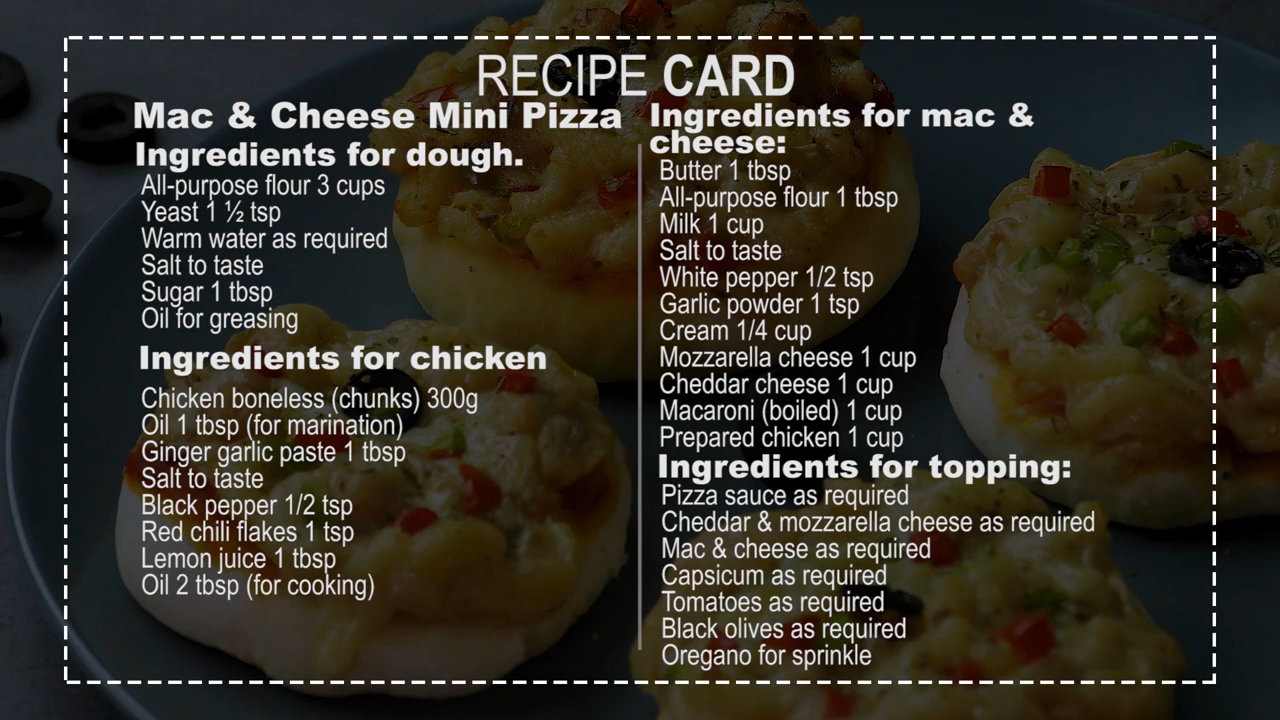 RECIPE CARD
Mac & Cheese Mini Pizza
Ingredients for dough.
All-purpose flour 3 cups
Yeast 1 ½ tsp
Warm water as required
Salt to taste
Sugar 1 tbsp
Oil for greasing
Ingredients for chicken
Chicken boneless (chunks) 300g
Oil 1 tbsp (for marination)
Ginger garlic paste 1 tbsp
Salt to taste
Black pepper 1/2 tsp
Red chili flakes 1 tsp
Lemon juice 1 tbsp
Oil 2 tbsp (for cooking)
Ingredients for mac &
cheese:
Butter 1 tbsp
All-purpose flour 1 tbsp
Milk 1 cup
Salt to taste
White pepper 1/2 tsp
Garlic powder 1 tsp
Cream 1/4 cup
Mozzarella cheese 1 cup
Cheddar cheese 1 cup
Macaroni (boiled) 1 cup
Prepared chicken 1 cup
Ingredients for topping:
Pizza sauce as required
Cheddar & mozzarella cheese as required
Mac & cheese as required
Capsicum as required
Tomatoes as required
Black olives as required
Oregano for sprinkle